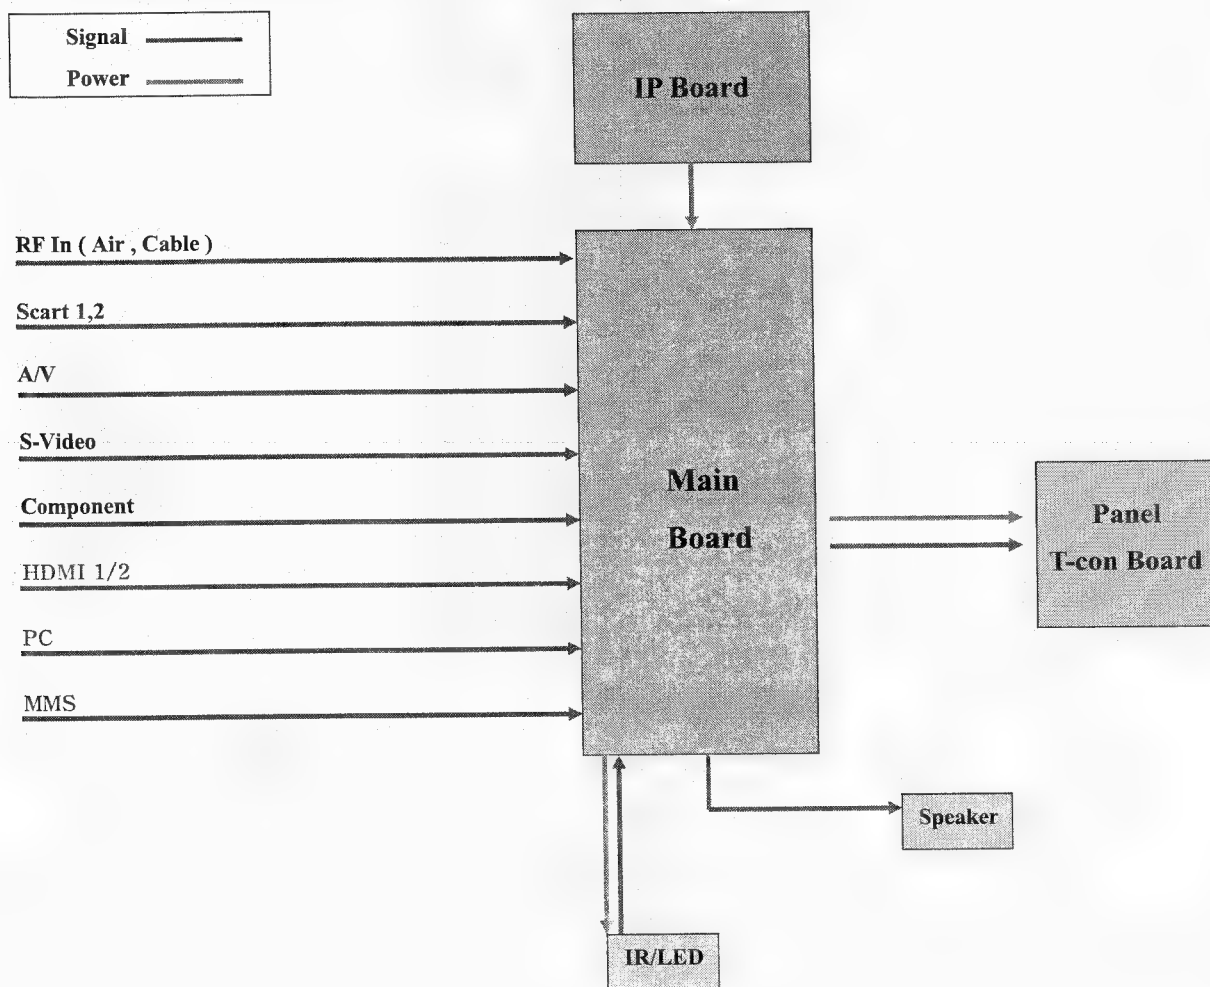 Signal
Power
IP Board
RF In ( Air , Cable )
Scart 1,2
A/V
S-Video
Component
HDMI 1/2
PC
MMS
Main
Board
Panel
T-con Board
Speaker
IR/LED